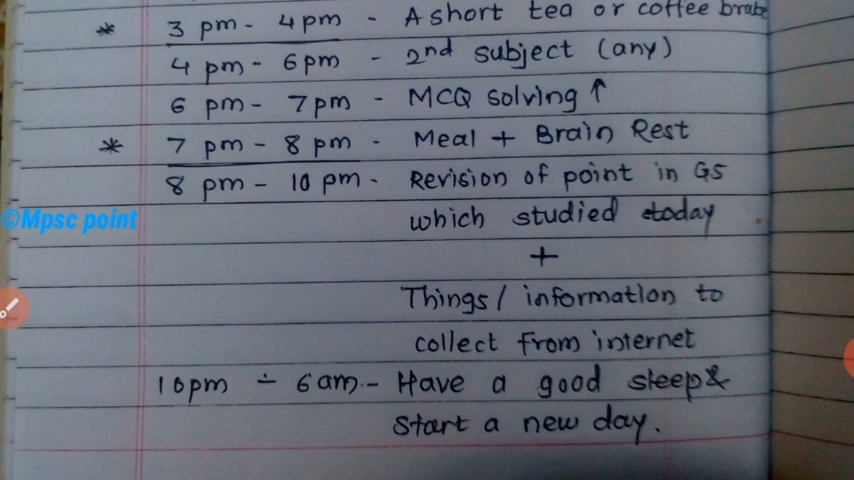 * 3 pm - 4 pm - A short tea or coffee brake
4 pm - 6 pm - 2nd subject (any)
6 pm - 7 pm - MCQ solving ↑
* 7 pm - 8 pm - Meal + Brain Rest
8 pm - 10 pm - Revision of point in GS
©Mpsc point
which studied today
+
Things / information to
collect from internet
10pm - 6 am - Have a good sleep &
start a new day.